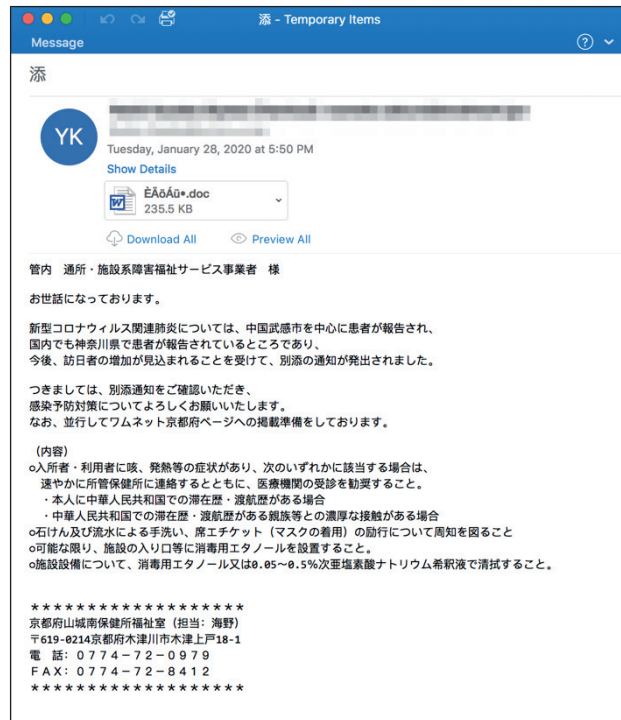 添 - Temporary Items
Message
添
YK
Tuesday, January 28, 2020 at 5:50 PM
Show Details
ÈÂöÁû•.doc
235.5 KB
Download All Preview All
管内　通所・施設系障害福祉サービス事業者　様
お世話になっております。
新型コロナウィルス関連肺炎については、中国武漢市を中心に患者が報告され、
国内でも神奈川県で患者が報告されているところであり、
今後、訪日者の増加が見込まれることを受けて、別添の通知が発出されました。
つきましては、別添通知をご確認いただき、
感染予防対策についてよろしくお願いいたします。
なお、並行してワムネット京都府ページへの掲載準備をしております。
（内容）
o入所者・利用者に咳、発熱等の症状があり、次のいずれかに該当する場合は、
速やかに所管保健所に連絡するとともに、医療機関の受診を勧奨すること。
・本人に中華人民共和国での滞在歴・渡航歴がある場合
・中華人民共和国での滞在歴・渡航歴がある親族等との濃厚な接触がある場合
o石けん及び流水による手洗い、席エチケット（マスクの着用）の励行について周知を図ること
o可能な限り、施設の入り口等に消毒用エタノールを設置すること。
o施設設備について、消毒用エタノール又は0.05〜0.5%次亜塩素酸ナトリウム希釈液で清拭すること。
＊＊＊＊＊＊＊＊＊＊＊＊＊＊＊＊＊＊＊
京都府山城南保健所福祉室（担当：海野）
〒619-0214京都府木津川市木津上戸18-1
電　話：０７７４－７２－０９７９
ＦＡＸ：０７７４－７２－８４１２
＊＊＊＊＊＊＊＊＊＊＊＊＊＊＊＊＊＊＊